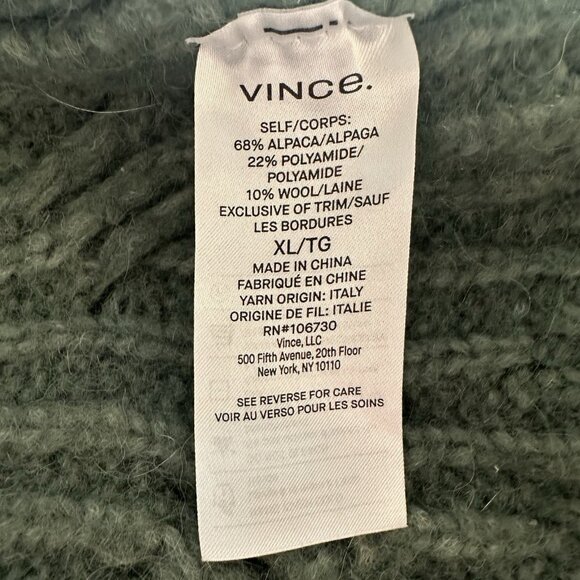 VINCe.
SELF/CORPS:
68% ALPACA/ALPAGA
22% POLYAMIDE/
POLYAMIDE
10% WOOL/LAINE
EXCLUSIVE OF TRIM/SAUF
LES BORDURES
XL/TG
MADE IN CHINA
FABRIQUÉ EN CHINE
YARN ORIGIN: ITALY
ORIGINE DE FIL: ITALIE
RN#106730
Vince, LLC
500 Fifth Avenue, 20th Floor
New York, NY 10110
SEE REVERSE FOR CARE
VOIR AU VERSO POUR LES SOINS